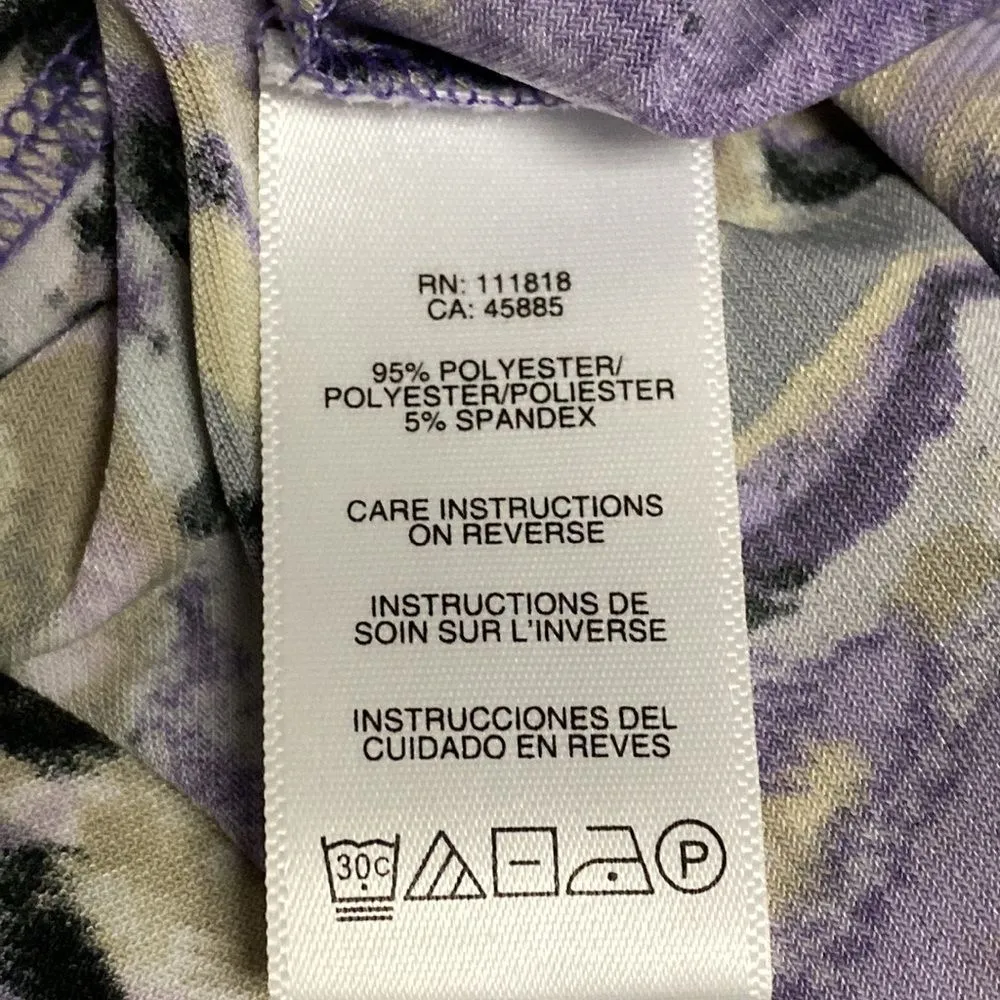 RN: 111818
CA: 45885
95% POLYESTER/
POLYESTER/POLIESTER
5% SPANDEX
CARE INSTRUCTIONS
ON REVERSE
INSTRUCTIONS DE
SOIN SUR L'INVERSE
INSTRUCCIONES DEL
CUIDADO EN REVES
30C P